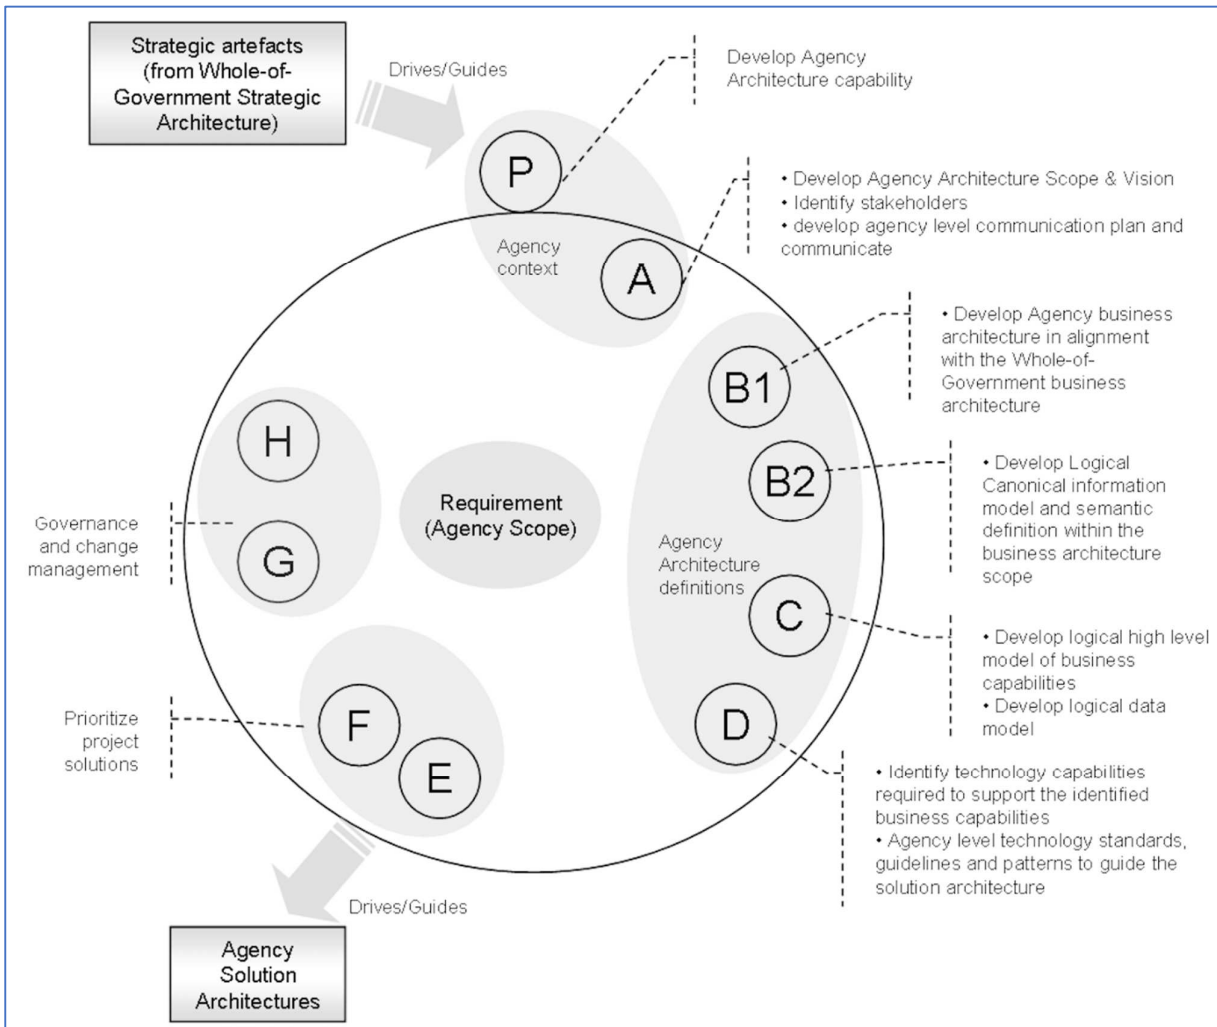 Strategic artefacts
(from Whole-of-
Government Strategic
Architecture)
Drives/Guides
Develop Agency
Architecture capability
P
• Develop Agency Architecture Scope & Vision
• Identify stakeholders
• develop agency level communication plan and
communicate
Agency
context
A
• Develop Agency business
architecture in alignment
with the Whole-of-
Government business
architecture
B1
H
B2
• Develop Logical
Canonical information
model and semantic
definition within the
business architecture
scope
Requirement
(Agency Scope)
Governance
and change
management
G
Agency
Architecture
definitions
C
• Develop logical high level
model of business
capabilities
• Develop logical data
model
Prioritize
project
solutions
F
E
D
• Identify technology capabilities
required to support the identified
business capabilities
• Agency level technology standards,
guidelines and patterns to guide the
solution architecture
Drives/Guides
Agency
Solution
Architectures